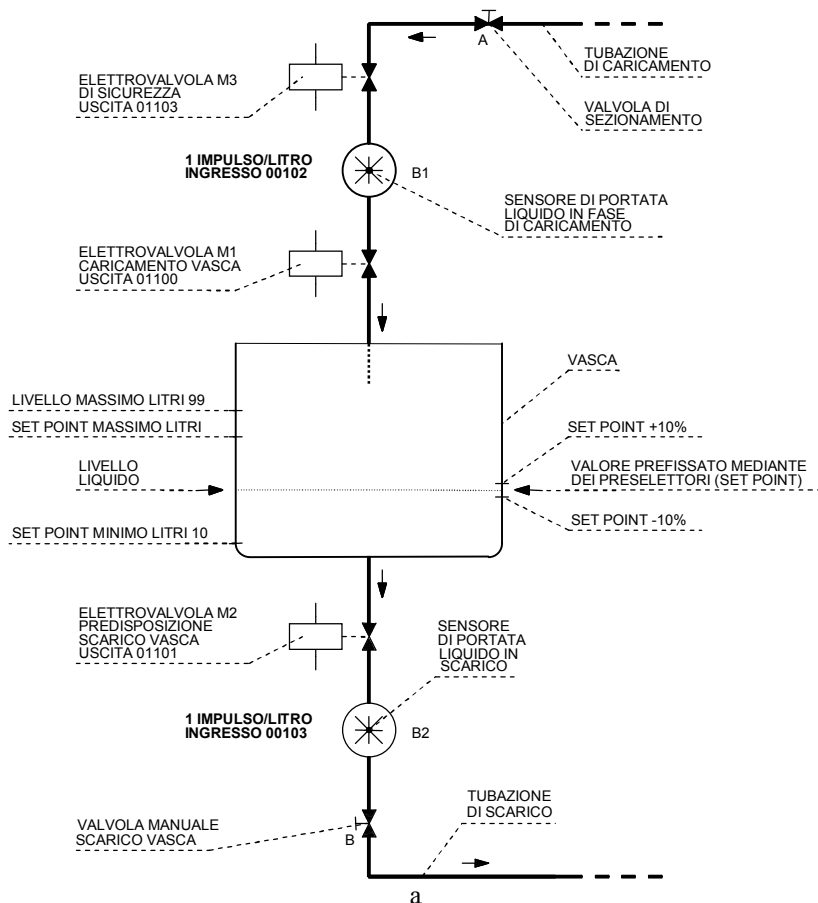 A
TUBAZIONE
DI CARICAMENTO
ELETTROVALVOLA M3
DI SICUREZZA
USCITA 01103
VALVOLA DI
SEZIONAMENTO
1 IMPULSO/LITRO
INGRESSO 00102
B1
SENSORE DI PORTATA
LIQUIDO IN FASE
DI CARICAMENTO
ELETTROVALVOLA M1
CARICAMENTO VASCA
USCITA 01100
VASCA
LIVELLO MASSIMO LITRI 99
SET POINT MASSIMO LITRI
SET POINT +10%
LIVELLO
LIQUIDO
VALORE PREFISSATO MEDIANTE
DEI PRESELETTORI (SET POINT)
SET POINT -10%
SET POINT MINIMO LITRI 10
ELETTROVALVOLA M2
PREDISPOSIZIONE
SCARICO VASCA
USCITA 01101
SENSORE
DI PORTATA
LIQUIDO IN
SCARICO
1 IMPULSO/LITRO
INGRESSO 00103
B2
VALVOLA MANUALE
SCARICO VASCA
B
TUBAZIONE
DI SCARICO
a